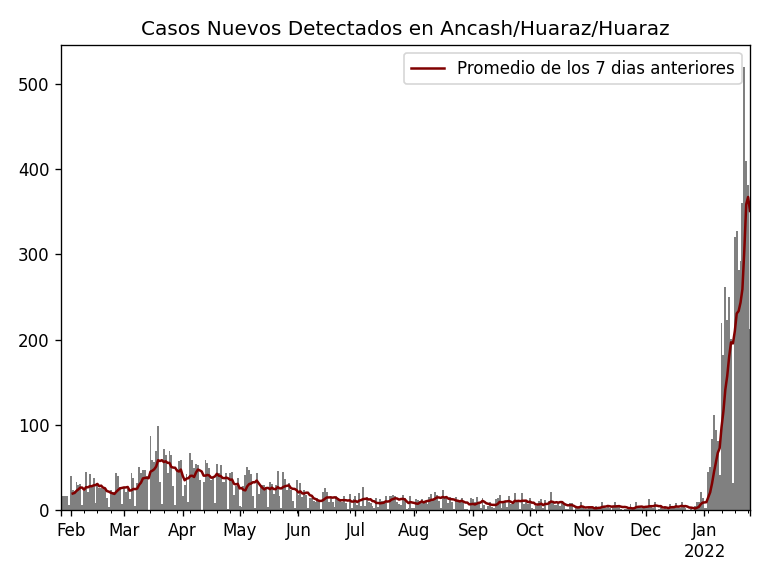 Casos Nuevos Detectados en Ancash/Huaraz/Huaraz
Promedio de los 7 dias anteriores
500
400
300
200
100
0
Feb Mar Apr May Jun Jul Aug Sep Oct Nov Dec Jan
2022